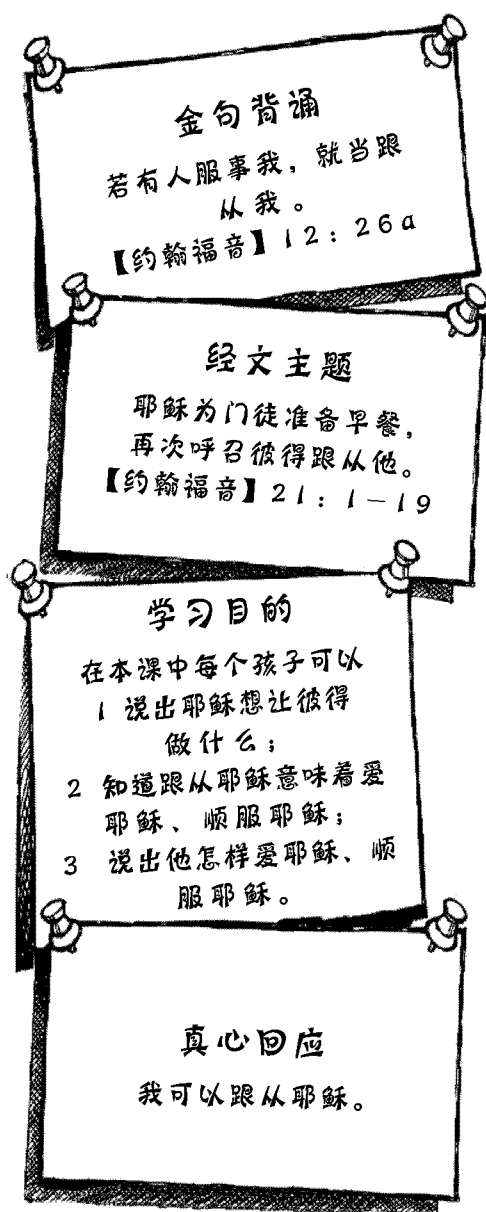 金句背诵
若有人服事我，就当跟
从我。
【约翰福音】12：26a
经文主题
耶稣为门徒准备早餐，
再次呼召彼得跟从他。
【约翰福音】21：1－19
学习目的
在本课中每个孩子可以
1 说出耶稣想让彼得
做什么；
2 知道跟从耶稣意味着爱
耶稣、顺服耶稣；
3 说出他怎样爱耶稣、顺
服耶稣。
真心回应
我可以跟从耶稣。